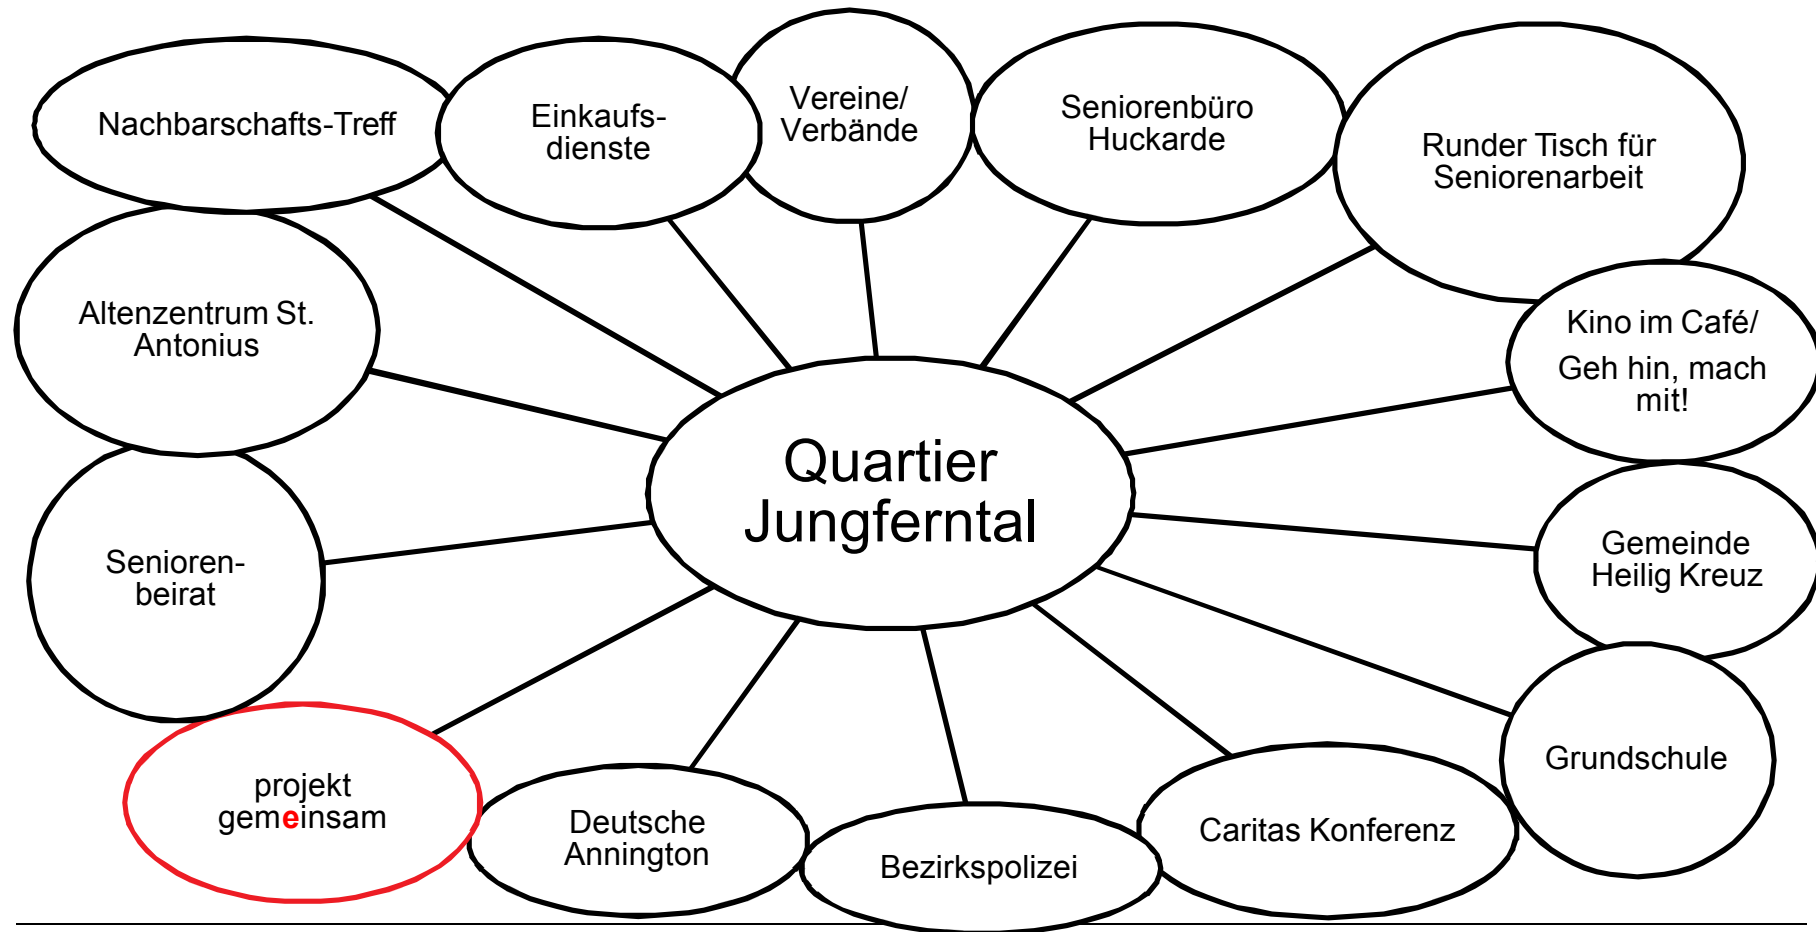 Nachbarschafts-Treff
Einkaufs-
dienste
Vereine/
Verbände
Seniorenbüro
Huckarde
Runder Tisch für
Seniorenarbeit
Kino im Café/
Geh hin, mach
mit!
Altenzentrum St.
Antonius
Quartier
Jungferntal
Gemeinde
Heilig Kreuz
Senioren-
beirat
Grundschule
projekt
gemeinsam
Deutsche
Annington
Bezirkspolizei
Caritas Konferenz